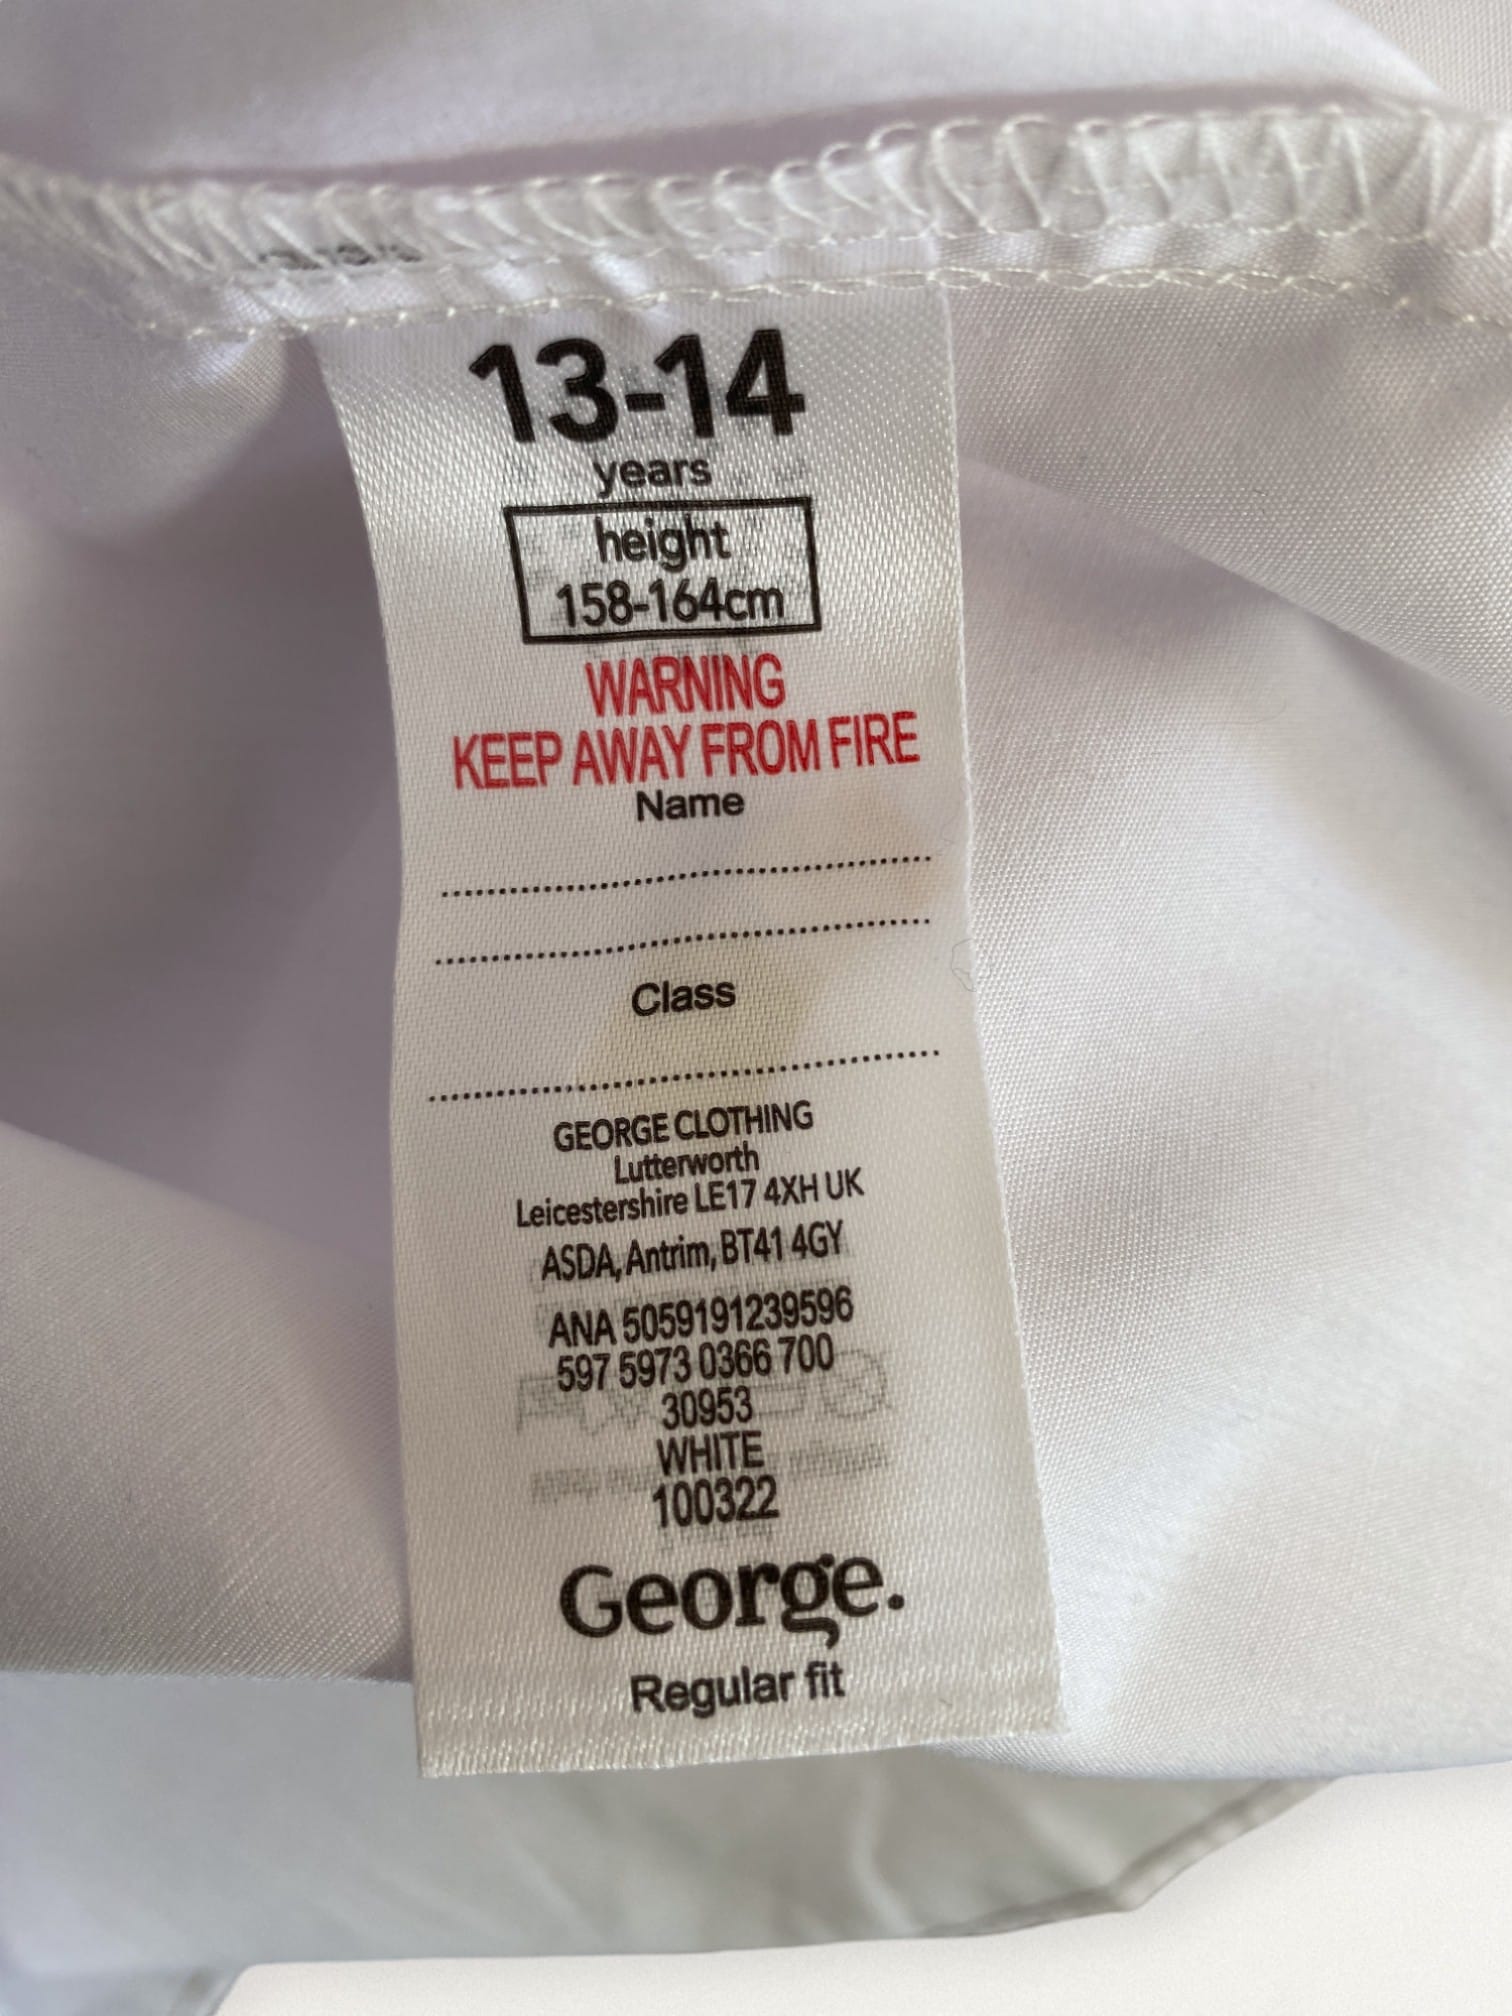 13-14
years
height
158-164cm
WARNING
KEEP AWAY FROM FIRE
Name
Class
GEORGE CLOTHING
Lutterworth
Leicestershire LE17 4XH UK
ASDA, Antrim, BT41 4GY
ANA 5059191239596
597 5973 0366 700
30953
WHITE
100322
George.
Regular fit